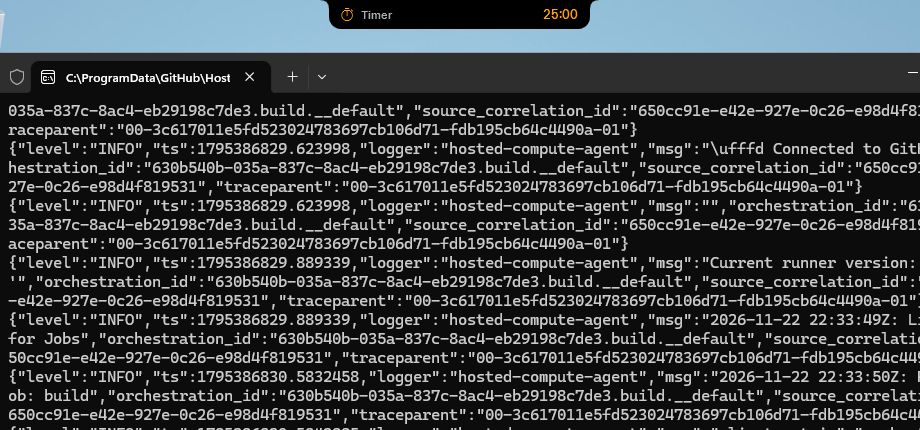 Timer 25:00
C:\ProgramData\GitHub\Host
035a-837c-8ac4-eb29198c7de3.build.__default","source_correlation_id":"650cc91e-e42e-927e-0c26-e98d4f81
raceparent":"00-3c617011e5fd523024783697cb106d71-fdb195cb64c4490a-01"}
{"level":"INFO","ts":1795386829.623998,"logger":"hosted-compute-agent","msg":"\ufffd Connected to GitH
hestration_id":"630b540b-035a-837c-8ac4-eb29198c7de3.build.__default","source_correlation_id":"650cc91
27e-0c26-e98d4f819531","traceparent":"00-3c617011e5fd523024783697cb106d71-fdb195cb64c4490a-01"}
{"level":"INFO","ts":1795386829.623998,"logger":"hosted-compute-agent","msg":"","orchestration_id":"63
35a-837c-8ac4-eb29198c7de3.build.__default","source_correlation_id":"650cc91e-e42e-927e-0c26-e98d4f819
aceparent":"00-3c617011e5fd523024783697cb106d71-fdb195cb64c4490a-01"}
{"level":"INFO","ts":1795386829.889339,"logger":"hosted-compute-agent","msg":"Current runner version:
'","orchestration_id":"630b540b-035a-837c-8ac4-eb29198c7de3.build.__default","source_correlation_id":"
-e42e-927e-0c26-e98d4f819531","traceparent":"00-3c617011e5fd523024783697cb106d71-fdb195cb64c4490a-01"
{"level":"INFO","ts":1795386829.889339,"logger":"hosted-compute-agent","msg":"2026-11-22 22:33:49Z: Li
for Jobs","orchestration_id":"630b540b-035a-837c-8ac4-eb29198c7de3.build.__default","source_correlatio
50cc91e-e42e-927e-0c26-e98d4f819531","traceparent":"00-3c617011e5fd523024783697cb106d71-fdb195cb64c449
{"level":"INFO","ts":1795386830.5832458,"logger":"hosted-compute-agent","msg":"2026-11-22 22:33:50Z: R
ob: build","orchestration_id":"630b540b-035a-837c-8ac4-eb29198c7de3.build.__default","source_correlati
650cc91e-e42e-927e-0c26-e98d4f819531","traceparent":"00-3c617011e5fd523024783697cb106d71-fdb195cb64c44